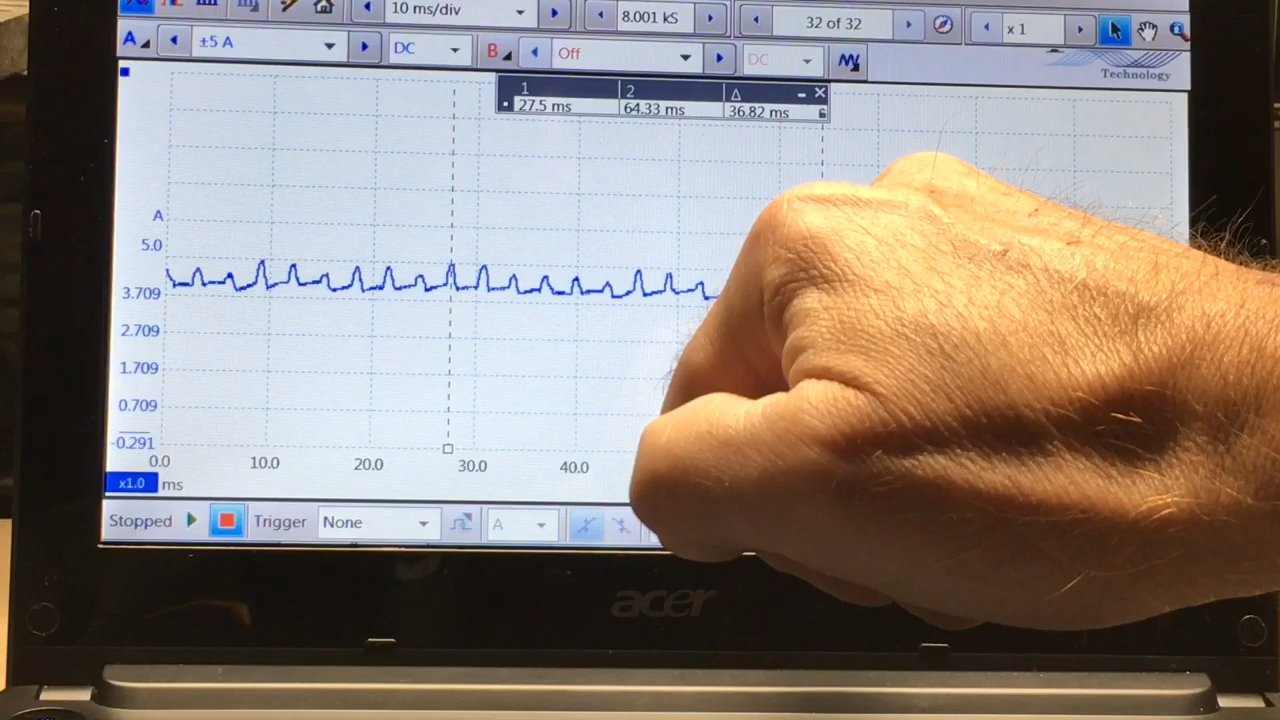 10 ms/div 8.001 kS 32 of 32 x 1
A ±5 A DC B Off DC
Technology
1 2 Δ
27.5 ms 64.33 ms 36.82 ms
A
5.0
3.709
2.709
1.709
0.709
-0.291
0.0 10.0 20.0 30.0 40.0
x1.0 ms
Stopped Trigger None A
acer